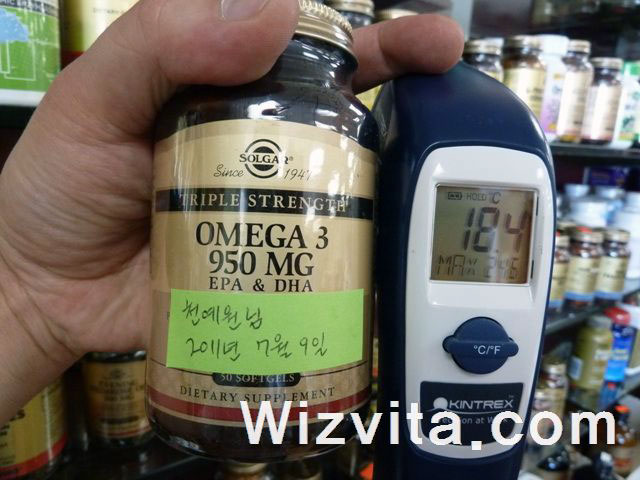 SOLGAR®
Since 1947
TRIPLE STRENGTH
OMEGA 3
950 MG
EPA & DHA
천예원님
2011년 7월 9일
50 SOFTGELS
DIETARY SUPPLEMENT
HOLD °C
18.4
MAX 24.6
°C/°F
KINTREX
Wizvita.com